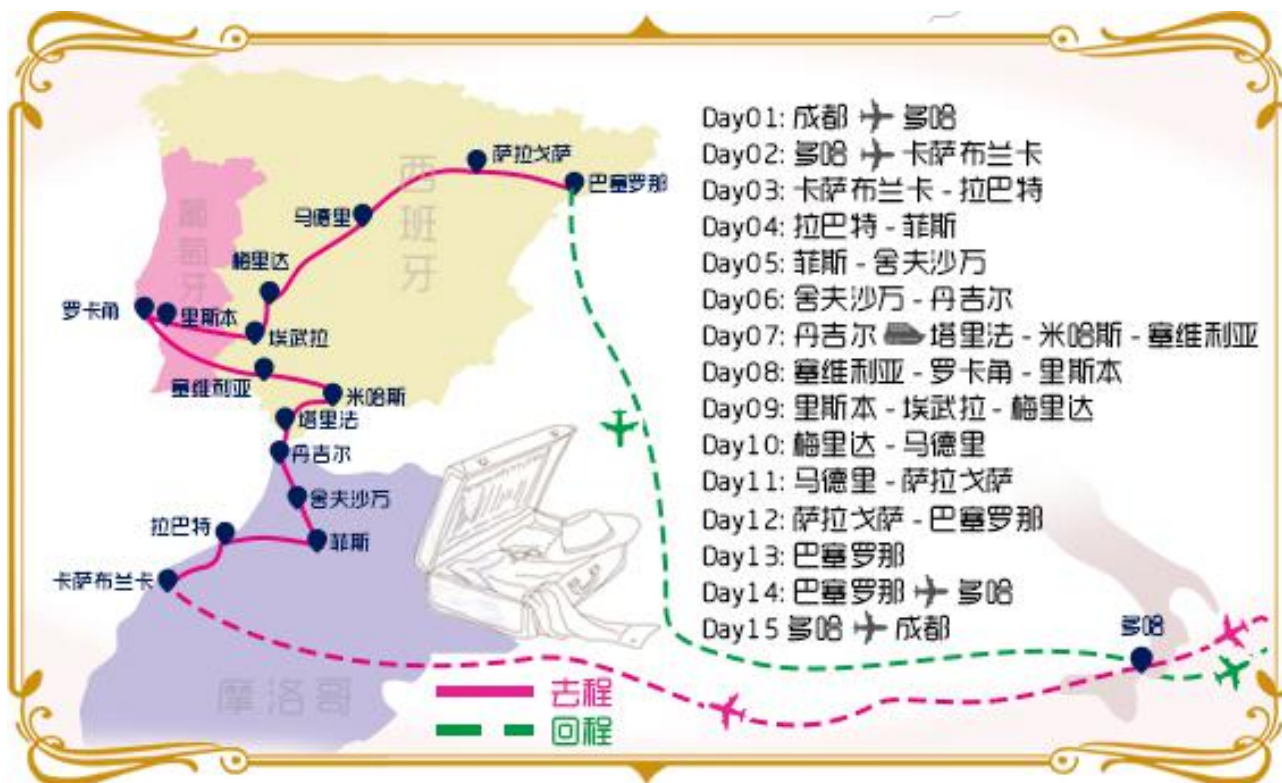 萨拉戈萨
巴塞罗那
西班牙
马德里
葡萄牙
梅里达
罗卡角
里斯本
埃武拉
塞维利亚
米哈斯
塔里法
丹吉尔
舍夫沙万
拉巴特
菲斯
卡萨布兰卡
摩洛哥
去程
回程
Day01: 成都 多哈
Day02: 多哈 卡萨布兰卡
Day03: 卡萨布兰卡 - 拉巴特
Day04: 拉巴特 - 菲斯
Day05: 菲斯 - 舍夫沙万
Day06: 舍夫沙万 - 丹吉尔
Day07: 丹吉尔 塔里法 - 米哈斯 - 塞维利亚
Day08: 塞维利亚 - 罗卡角 - 里斯本
Day09: 里斯本 - 埃武拉 - 梅里达
Day10: 梅里达 - 马德里
Day11: 马德里 - 萨拉戈萨
Day12: 萨拉戈萨 - 巴塞罗那
Day13: 巴塞罗那
Day14: 巴塞罗那 多哈
Day15 多哈 成都
多哈